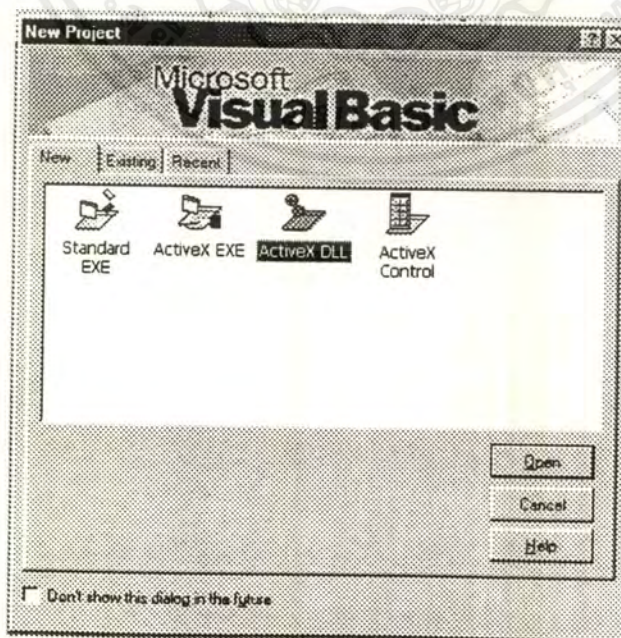 New Project
Microsoft
Visual Basic
New Existing Recent
Standard EXE
ActiveX EXE
ActiveX DLL
ActiveX Control
Open
Cancel
Help
Don't show this dialog in the future